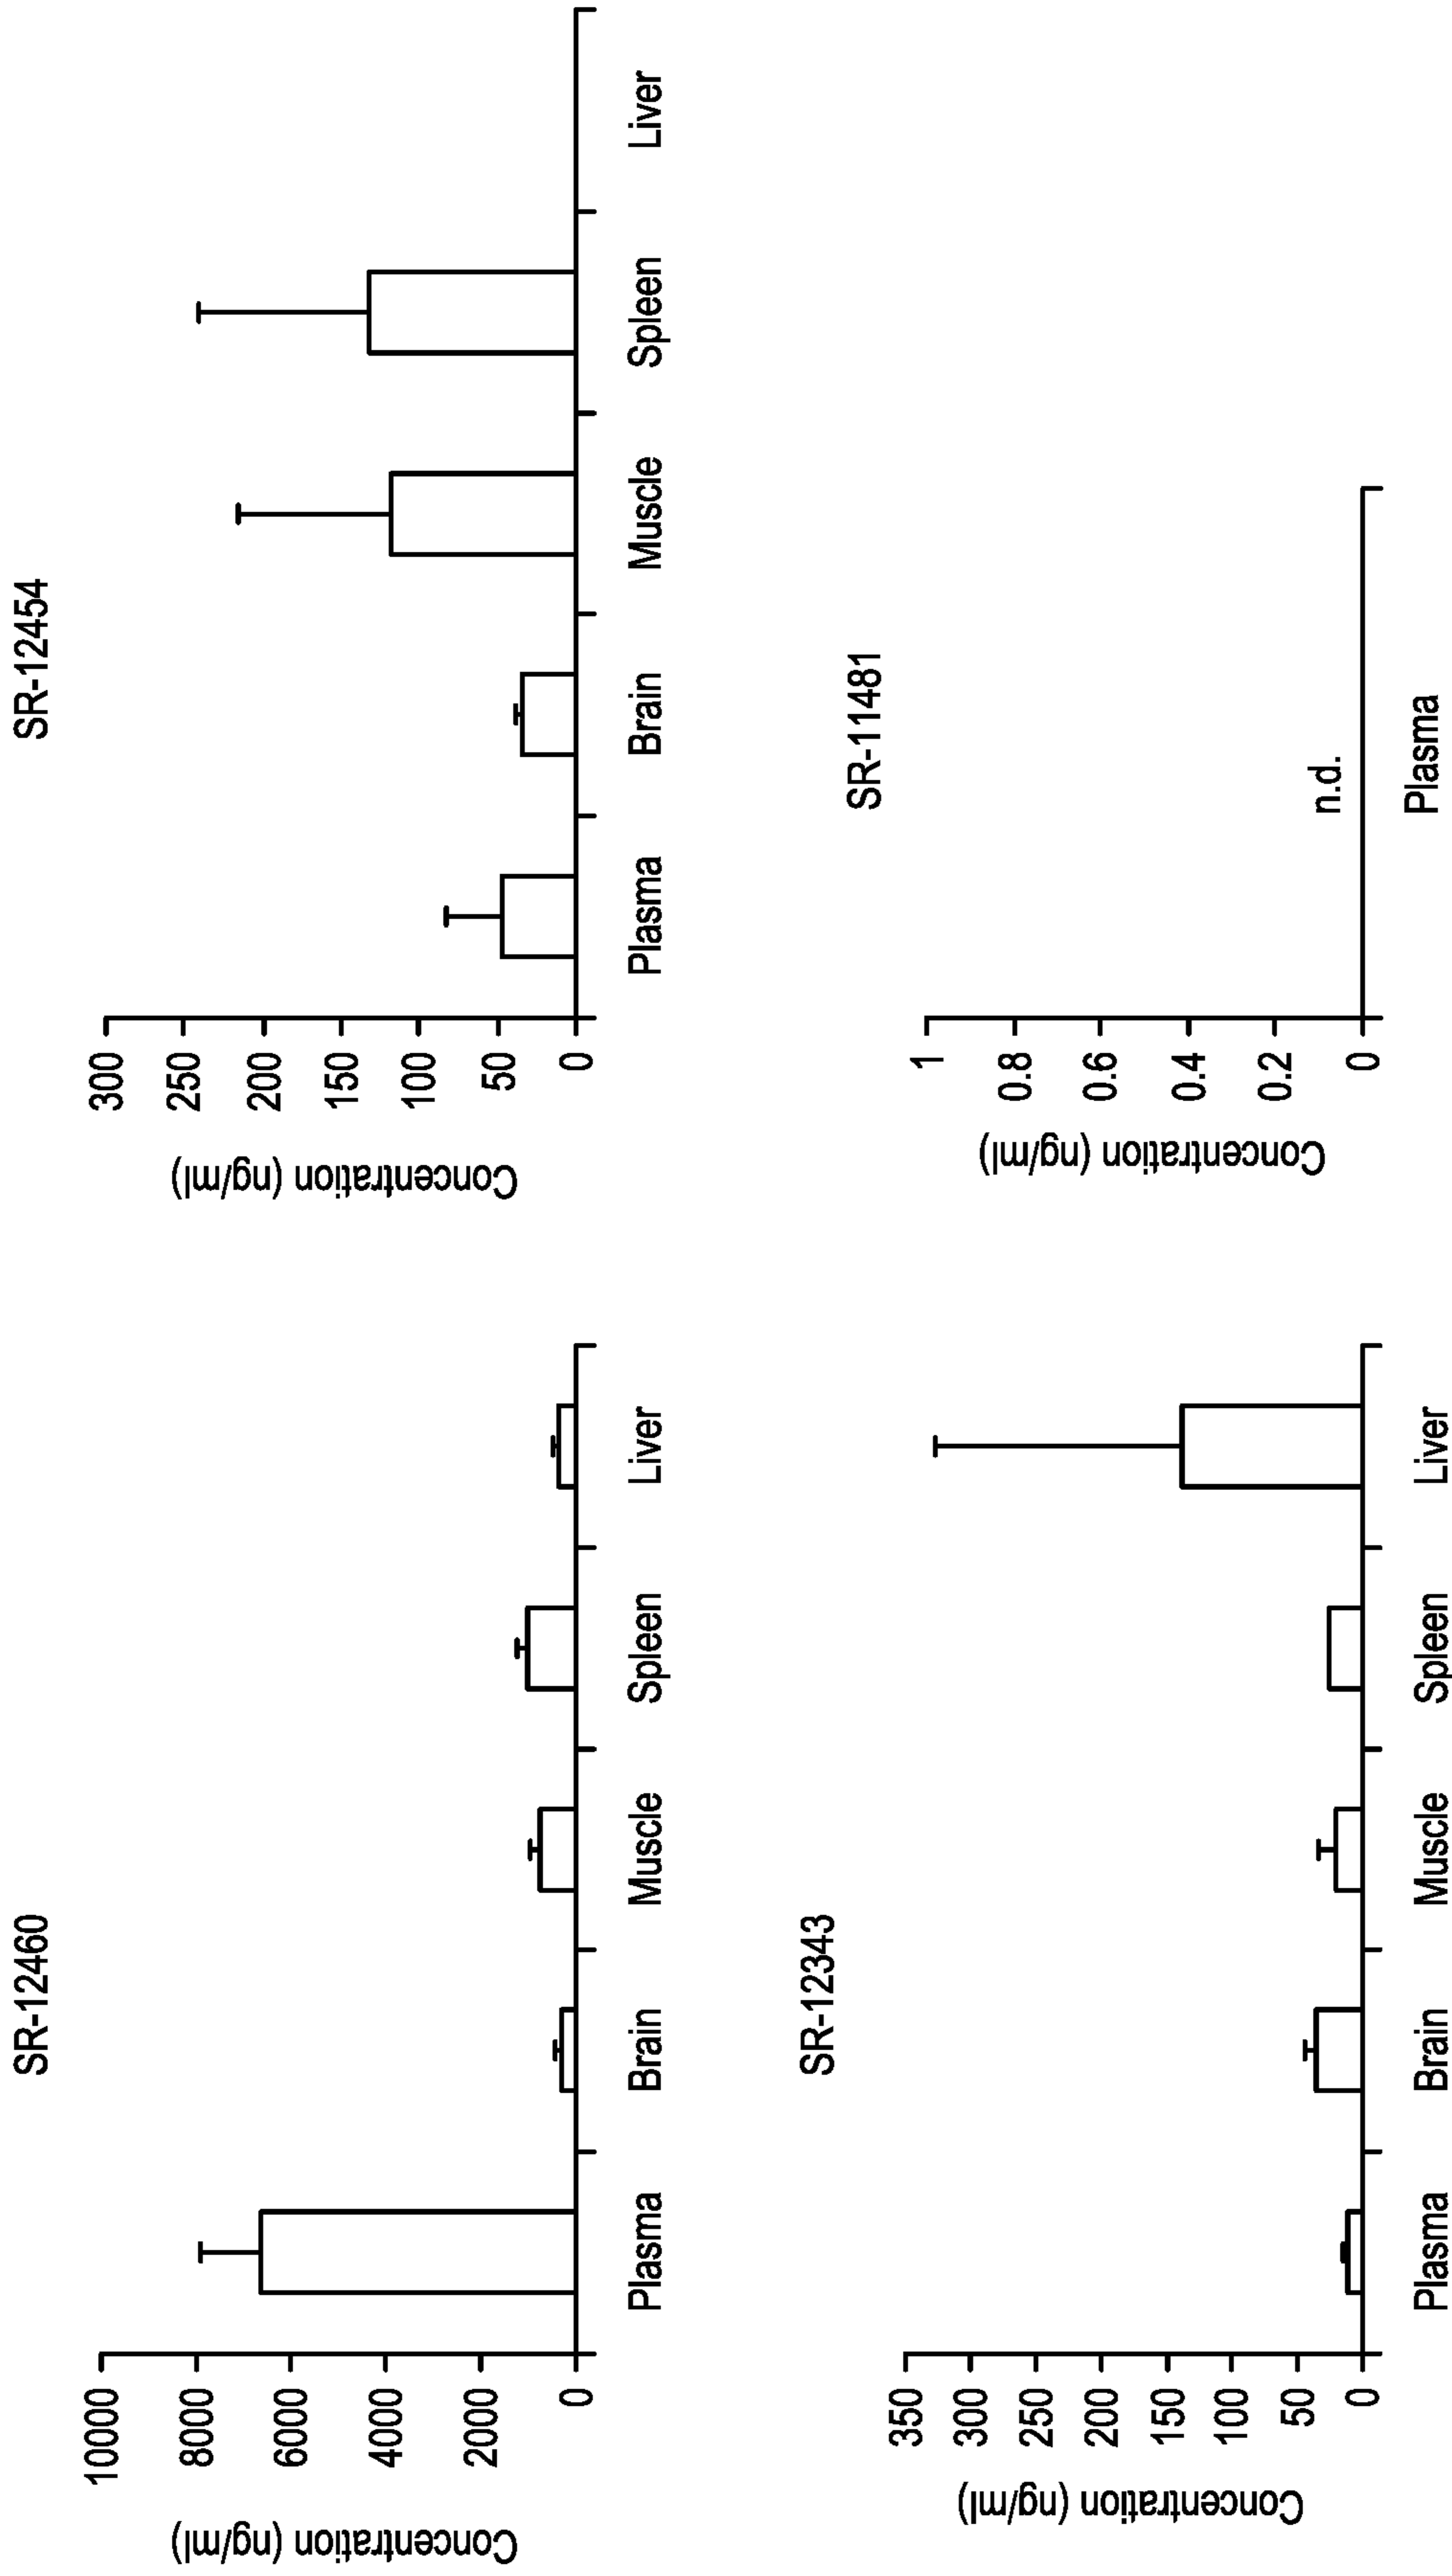 SR-12460
Concentration (ng/ml)
10000
8000
6000
4000
2000
0
Plasma Brain Muscle Spleen Liver
SR-12454
Concentration (ng/ml)
300
250
200
150
100
50
0
Plasma Brain Muscle Spleen Liver
SR-12343
Concentration (ng/ml)
350
300
250
200
150
100
50
0
Plasma Brain Muscle Spleen Liver
SR-11481
Concentration (ng/ml)
1
0.8
0.6
0.4
0.2
0
n.d.
Plasma